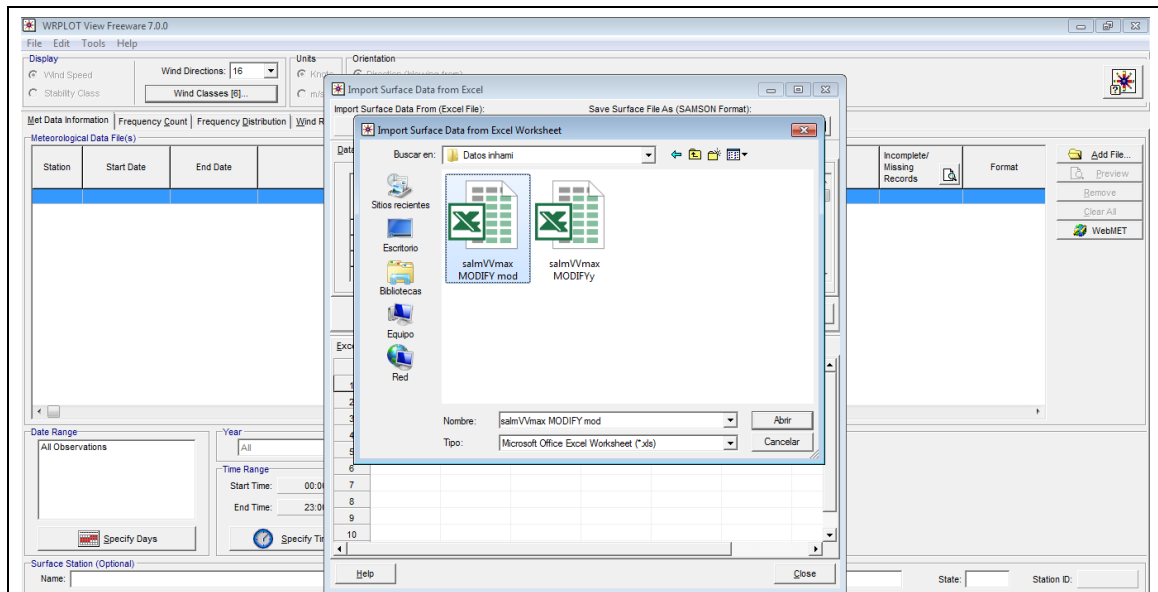 WRPLOT View Freeware 7.0.0
File Edit Tools Help
Display
Wind Speed
Stability Class
Wind Directions: 16
Wind Classes [6]...
Units
Orientation
Import Surface Data from Excel
Import Surface Data From (Excel File):
Save Surface File As (SAMSON Format):
Met Data Information
Frequency Count
Frequency Distribution
Meteorological Data File(s)
Station
Start Date
End Date
Incomplete/
Missing
Records
Format
Add File...
Preview
Remove
Clear All
WebMET
Import Surface Data from Excel Worksheet
Buscar en: Datos inhami
Sitios recientes
Escritorio
Bibliotecas
Equipo
Red
salmVVmax
MODIFY mod
salmVVmax
MODIFYy
Nombre: salmVVmax MODIFY mod
Abrir
Tipo: Microsoft Office Excel Worksheet (*.xls)
Cancelar
6
7
8
9
10
Help
Close
Date Range
All Observations
Specify Days
Year
All
Time Range
Start Time:
End Time:
Surface Station (Optional)
Name:
State:
Station ID: